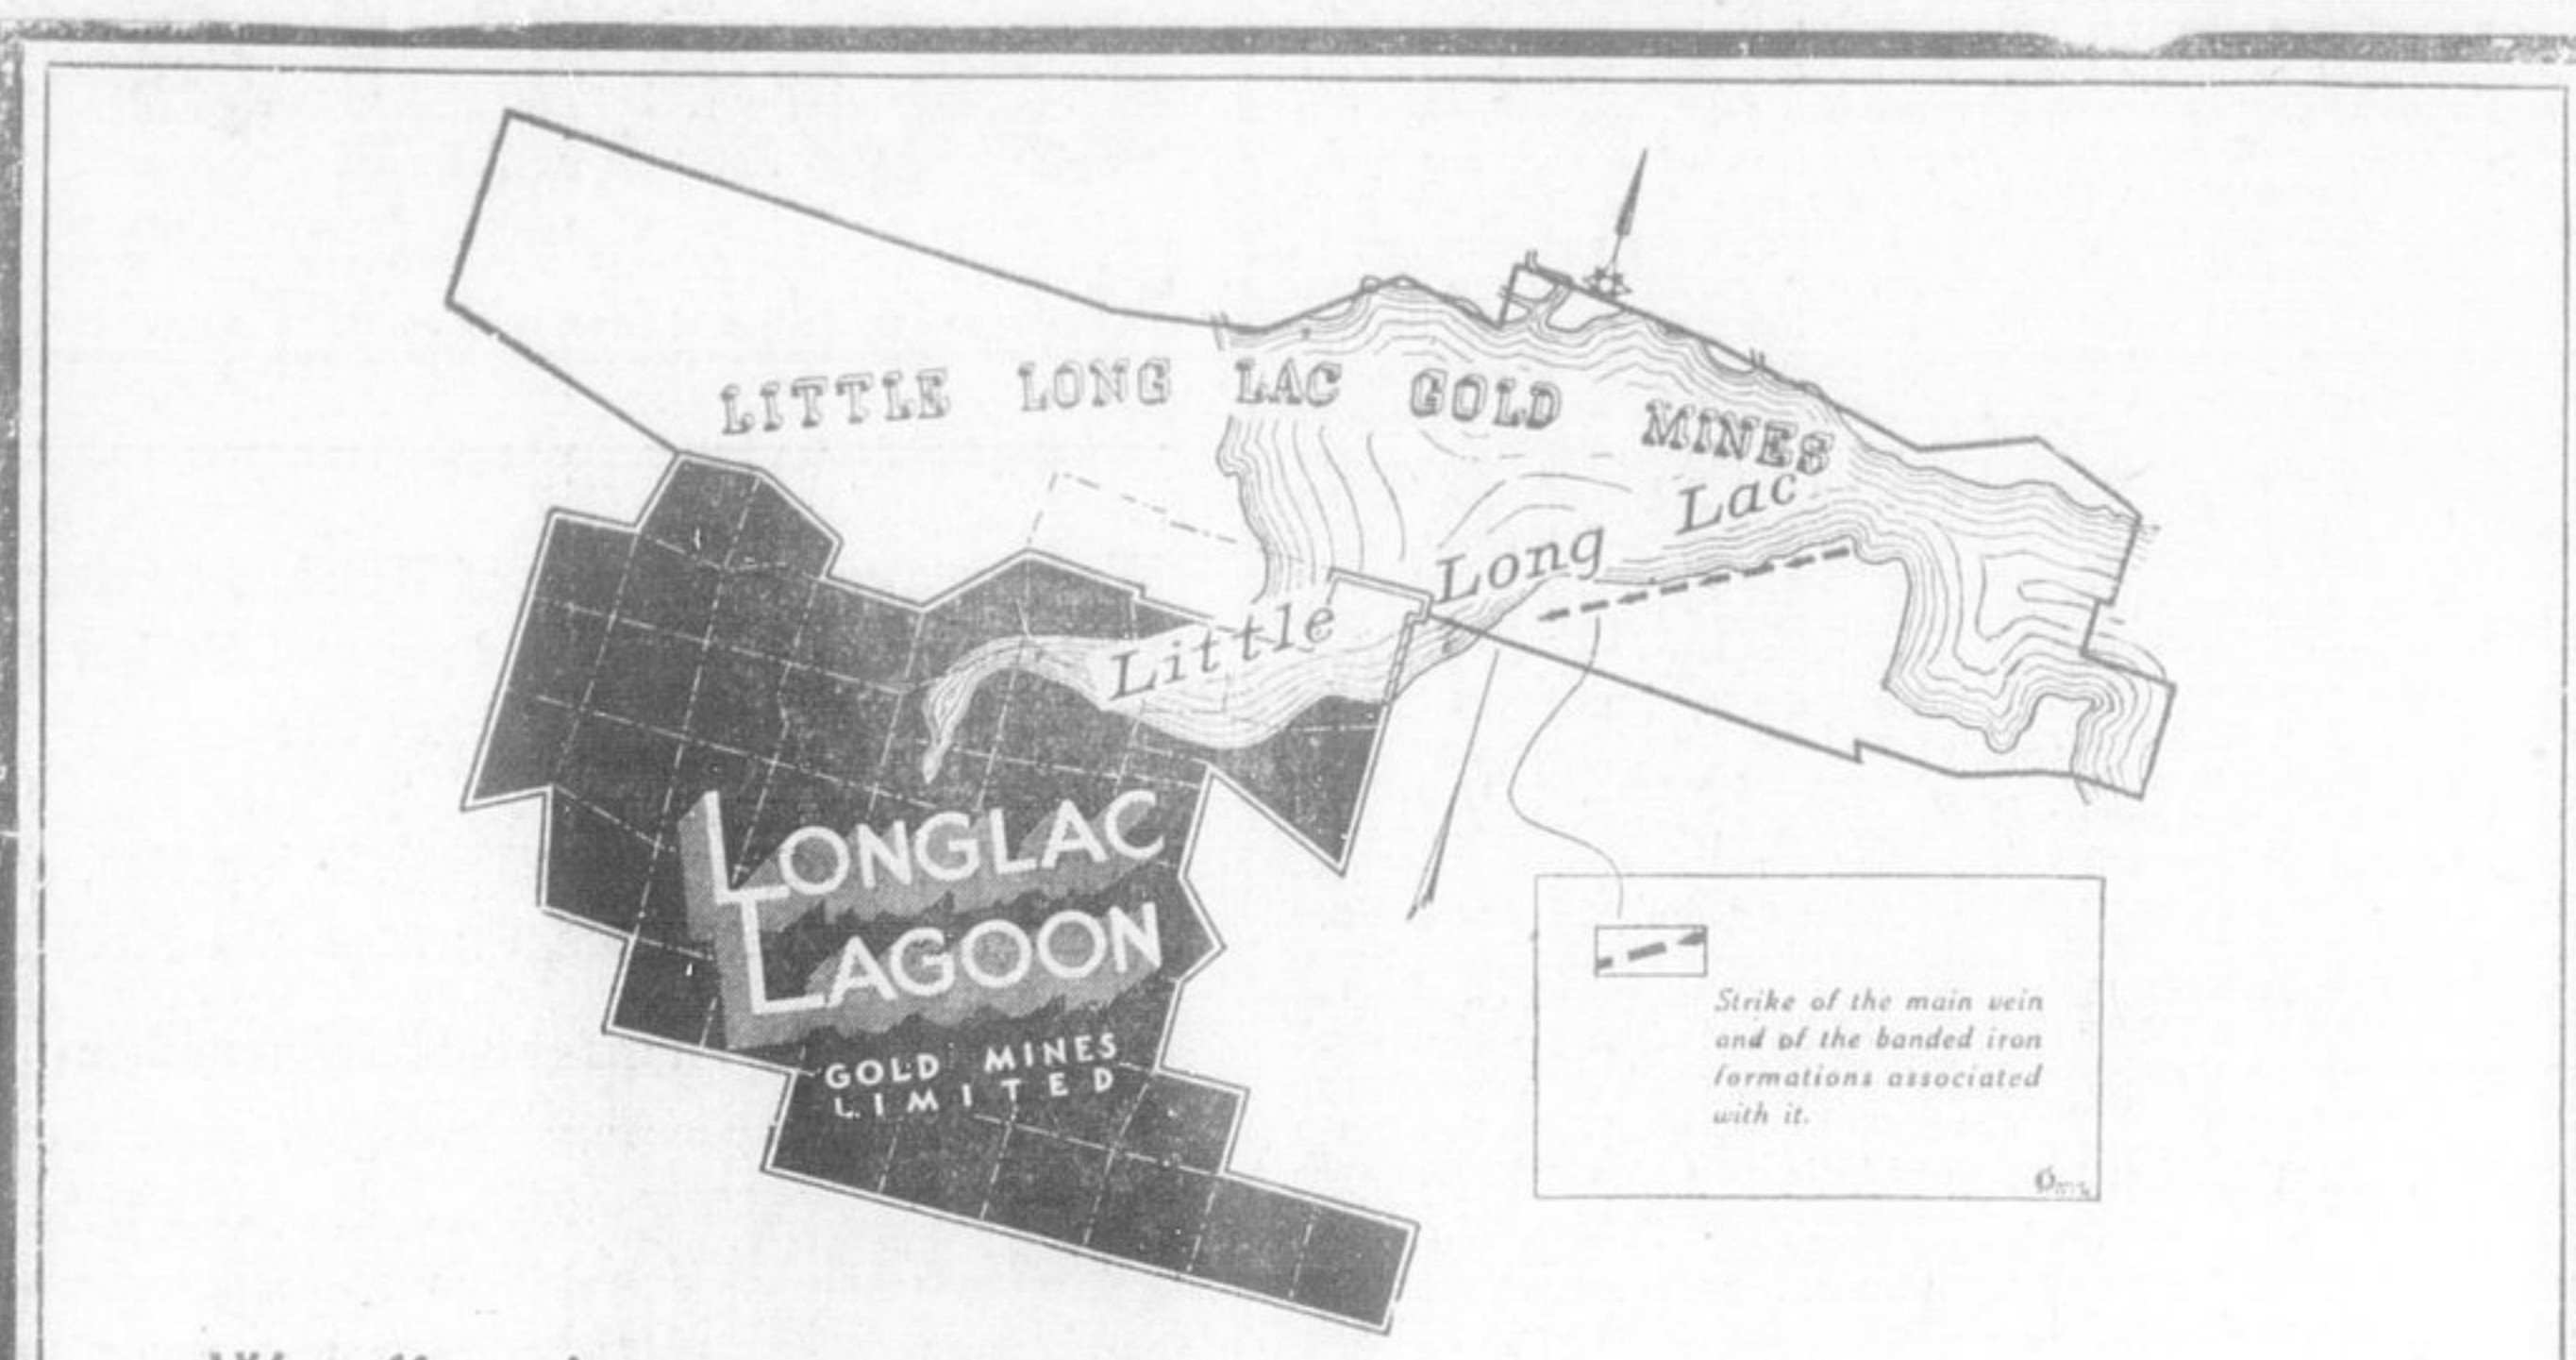 LITTLE LONG LAC GOLD MINES
Little Long Lac
LONGLAC
LAGOON
GOLD MINES
LIMITED
Strike of the main vein
and of the banded iron
formations associated
with it.